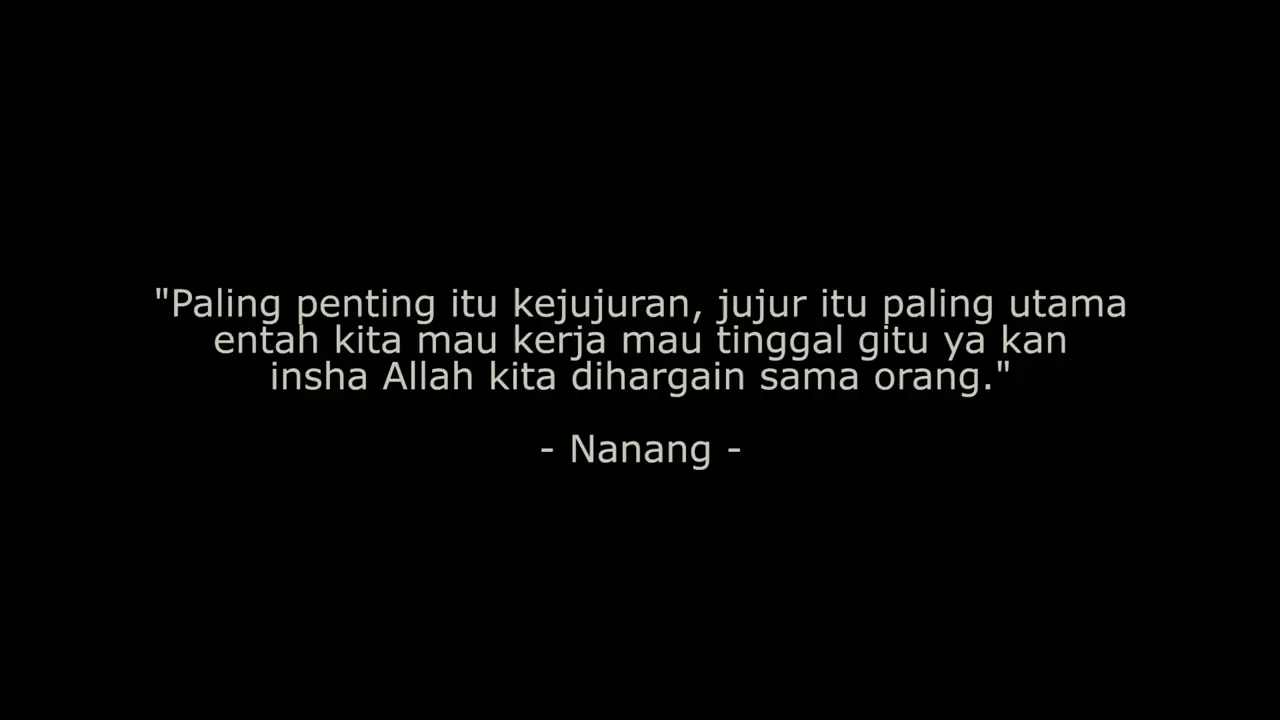 "Paling penting itu kejujuran, jujur itu paling utama
entah kita mau kerja mau tinggal gitu ya kan
insha Allah kita dihargain sama orang."
- Nanang -